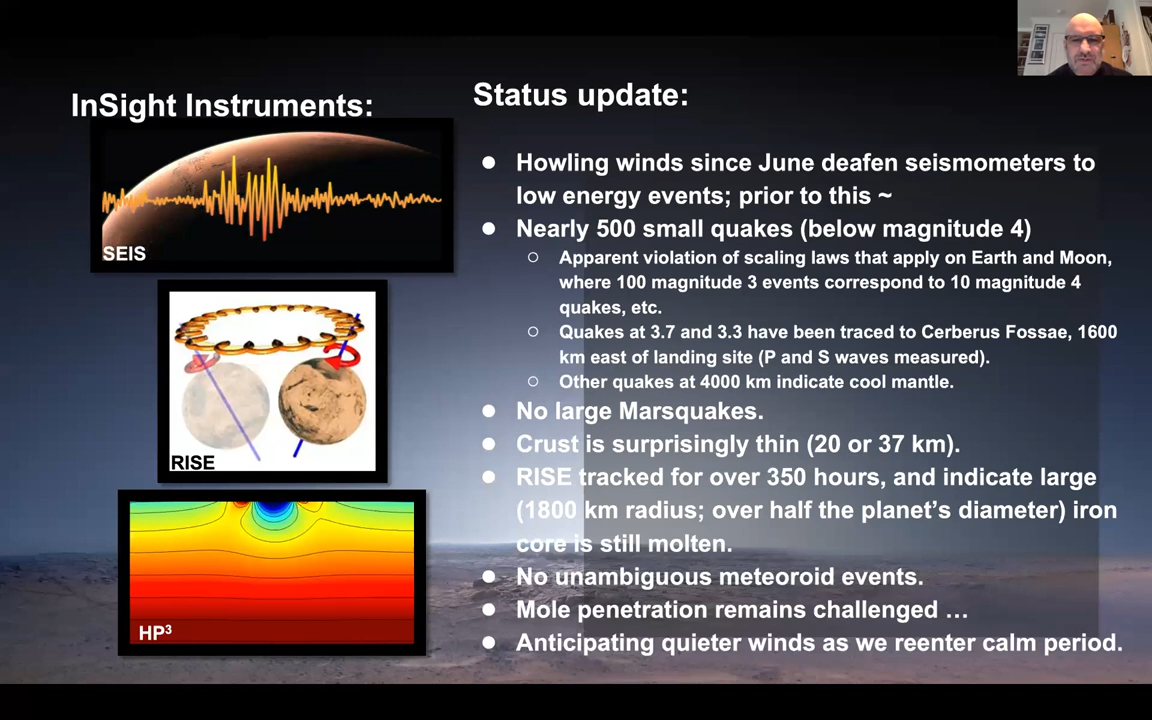 InSight Instruments:
SEIS
RISE
HP³
Status update:
● Howling winds since June deafen seismometers to
low energy events; prior to this ~
● Nearly 500 small quakes (below magnitude 4)
○ Apparent violation of scaling laws that apply on Earth and Moon,
where 100 magnitude 3 events correspond to 10 magnitude 4
quakes, etc.
○ Quakes at 3.7 and 3.3 have been traced to Cerberus Fossae, 1600
km east of landing site (P and S waves measured).
○ Other quakes at 4000 km indicate cool mantle.
● No large Marsquakes.
● Crust is surprisingly thin (20 or 37 km).
● RISE tracked for over 350 hours, and indicate large
(1800 km radius; over half the planet’s diameter) iron
core is still molten.
● No unambiguous meteoroid events.
● Mole penetration remains challenged …
● Anticipating quieter winds as we reenter calm period.